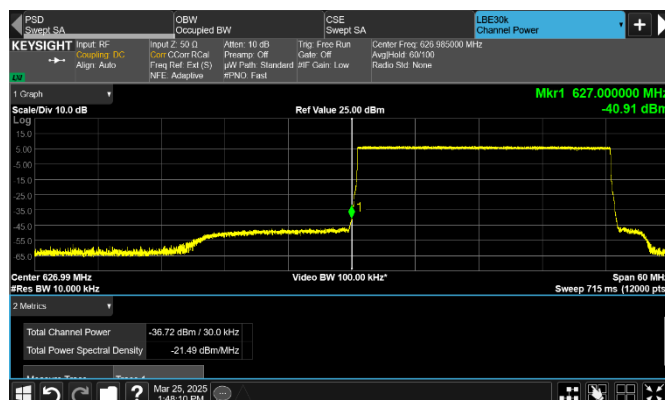 PSD
Swept SA
OBW
Occupied BW
CSE
Swept SA
LBE30k
Channel Power
KEYSIGHT
Input: RF
Coupling: DC
Align: Auto
Input Z: 50 Ω
Corr CCorr RCal
Freq Ref: Ext (S)
NFE: Adaptive
Atten: 10 dB
Preamp: Off
µW Path: Standard
#PNO: Fast
Trig: Free Run
Gate: Off
#IF Gain: Low
Center Freq: 626.985000 MHz
Avg|Hold: 60/100
Radio Std: None
1 Graph
Scale/Div 10.0 dB
Ref Value 25.00 dBm
Mkr1 627.000000 MHz
-40.91 dBm
Log
15.0
5.00
-5.00
-15.0
-25.0
-35.0
-45.0
-55.0
-65.0
1
Center 626.99 MHz
#Res BW 10.000 kHz
Video BW 100.00 kHz*
Span 60 MHz
Sweep 715 ms (12000 pts)
2 Metrics
Total Channel Power
-36.72 dBm / 30.0 kHz
Total Power Spectral Density
-21.49 dBm/MHz
Mar 25, 2025
1:48:10 PM